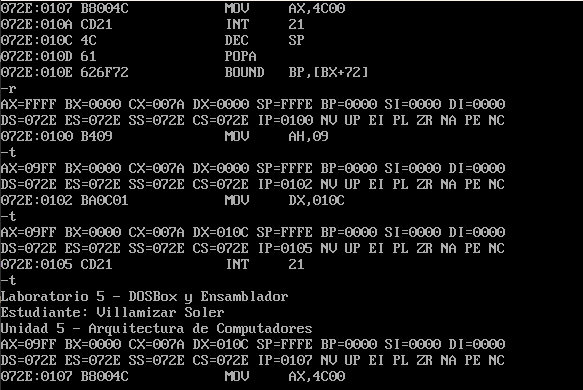 072E:0107 B8004C MOV AX,4C00
072E:010A CD21 INT 21
072E:010C 4C DEC SP
072E:010D 61 POPA
072E:010E 626F72 BOUND BP,[BX+72]
-r
AX=FFFF BX=0000 CX=007A DX=0000 SP=FFFE BP=0000 SI=0000 DI=0000
DS=072E ES=072E SS=072E CS=072E IP=0100 NV UP EI PL ZR NA PE NC
072E:0100 B409 MOV AH,09
-t
AX=09FF BX=0000 CX=007A DX=0000 SP=FFFE BP=0000 SI=0000 DI=0000
DS=072E ES=072E SS=072E CS=072E IP=0102 NV UP EI PL ZR NA PE NC
072E:0102 BA0C01 MOV DX,010C
-t
AX=09FF BX=0000 CX=007A DX=010C SP=FFFE BP=0000 SI=0000 DI=0000
DS=072E ES=072E SS=072E CS=072E IP=0105 NV UP EI PL ZR NA PE NC
072E:0105 CD21 INT 21
-t
Laboratorio 5 - DOSBox y Ensamblador
Estudiante: Villamizar Soler
Unidad 5 - Arquitectura de Computadores
AX=09FF BX=0000 CX=007A DX=010C SP=FFFE BP=0000 SI=0000 DI=0000
DS=072E ES=072E SS=072E CS=072E IP=0107 NV UP EI PL ZR NA PE NC
072E:0107 B8004C MOV AX,4C00